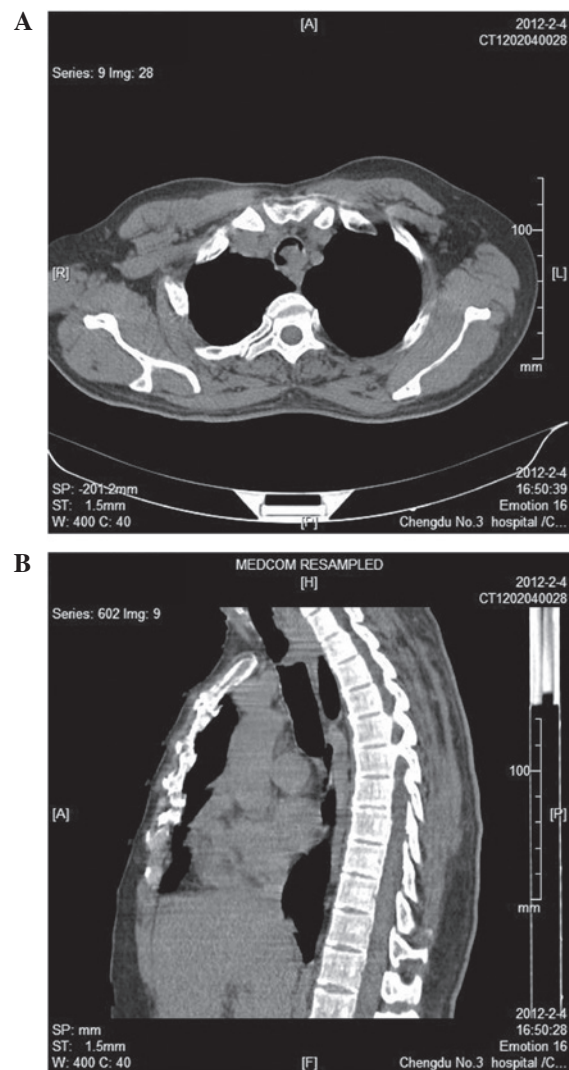 A
[A]
2012-2-4
CT1202040028
Series: 9 Img: 28
100
[R]
[L]
mm
SP: -201.2mm
ST: 1.5mm
W: 400 C: 40
[P]
2012-2-4
16:50:39
Emotion 16
Chengdu No.3 hospital /C...
B
MEDCOM RESAMPLED
[H]
2012-2-4
CT1202040028
Series: 602 Img: 9
100
[A]
[P]
mm
SP: mm
ST: 1.5mm
W: 400 C: 40
[F]
2012-2-4
16:50:28
Emotion 16
Chengdu No.3 hospital /C...